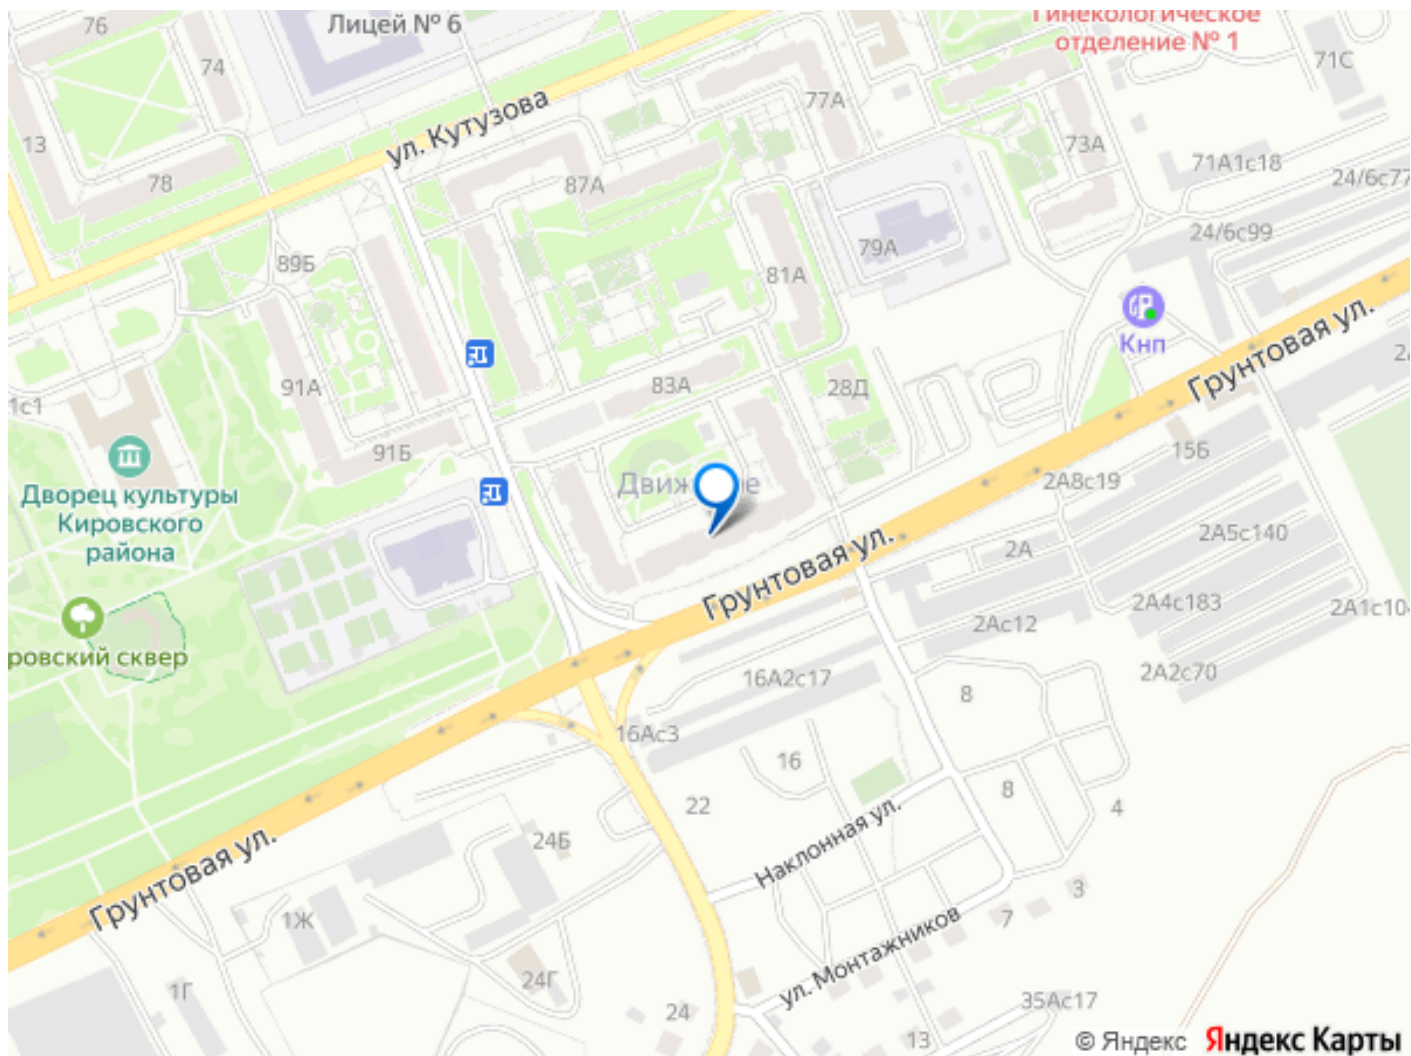 76
Лицей № 6
Гинекологическое
отделение № 1
74
71С
77А
ул. Кутузова
13
73А
71А1с18
78
87А
24/6с77
24/6с99
79А
89Б
81А
Кнп
Грунтовая ул.
91А
83А
28Д
1с1
91Б
15Б
Дворец культуры
Кировского
района
2А8с19
2А5с140
2А
Грунтовая ул.
2А4с183
2А1с10
2Ас12
ровский сквер
16А2с17
2А2с70
8
16Ас3
16
8
22
4
24Б
Наклонная ул.
Грунтовая ул.
3
1Ж
7
ул. Монтажников
24Г
1Г
24
35Ас17
13
© Яндекс Яндекс Карты